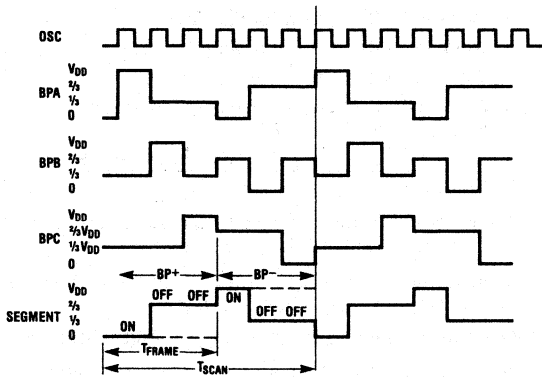 OSC
VDD
2/3
1/3
0
BPA
VDD
2/3
1/3
0
BPB
VDD
2/3VDD
1/3VDD
0
BPC
BP+ BP−
VDD
2/3
1/3
0
SEGMENT
ON OFF OFF ON OFF OFF
TFRAME
TSCAN